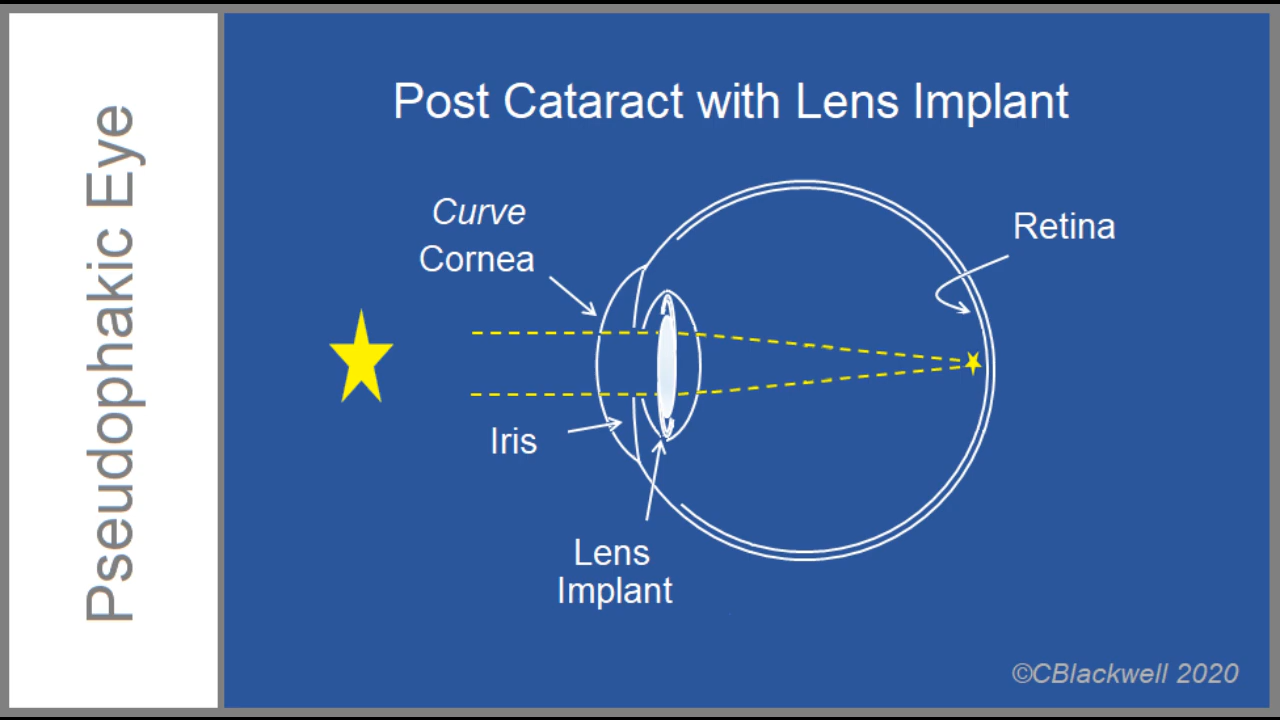 Pseudophakic Eye
Post Cataract with Lens Implant
Curve
Cornea
Retina
Iris
Lens
Implant
©CBlackwell 2020